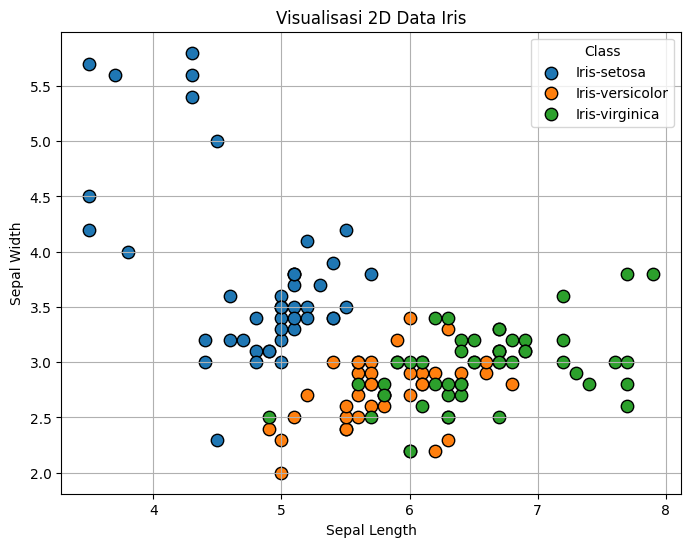 Visualisasi 2D Data Iris
Class
Iris-setosa
Iris-versicolor
Iris-virginica
Sepal Width
5.5
5.0
4.5
4.0
3.5
3.0
2.5
2.0
4
5
6
7
8
Sepal Length